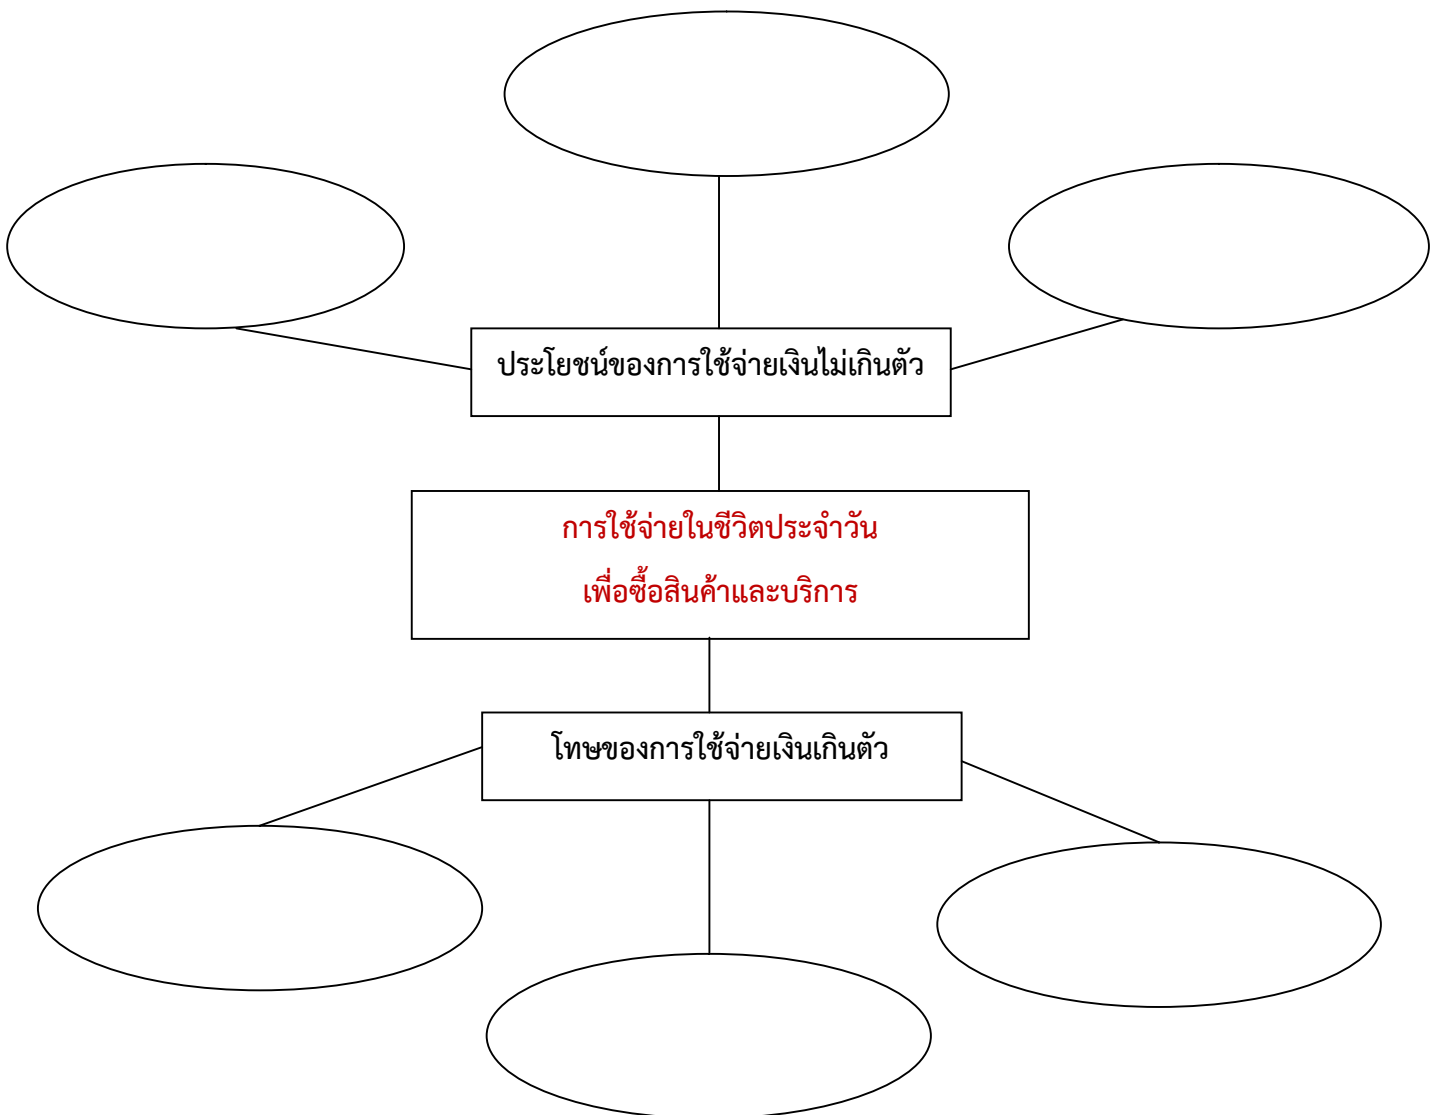 ประโยชน์ของการใช้จ่ายเงินไม่เกินตัว
การใช้จ่ายในชีวิตประจำวัน
เพื่อซื้อสินค้าและบริการ
โทษของการใช้จ่ายเงินเกินตัว